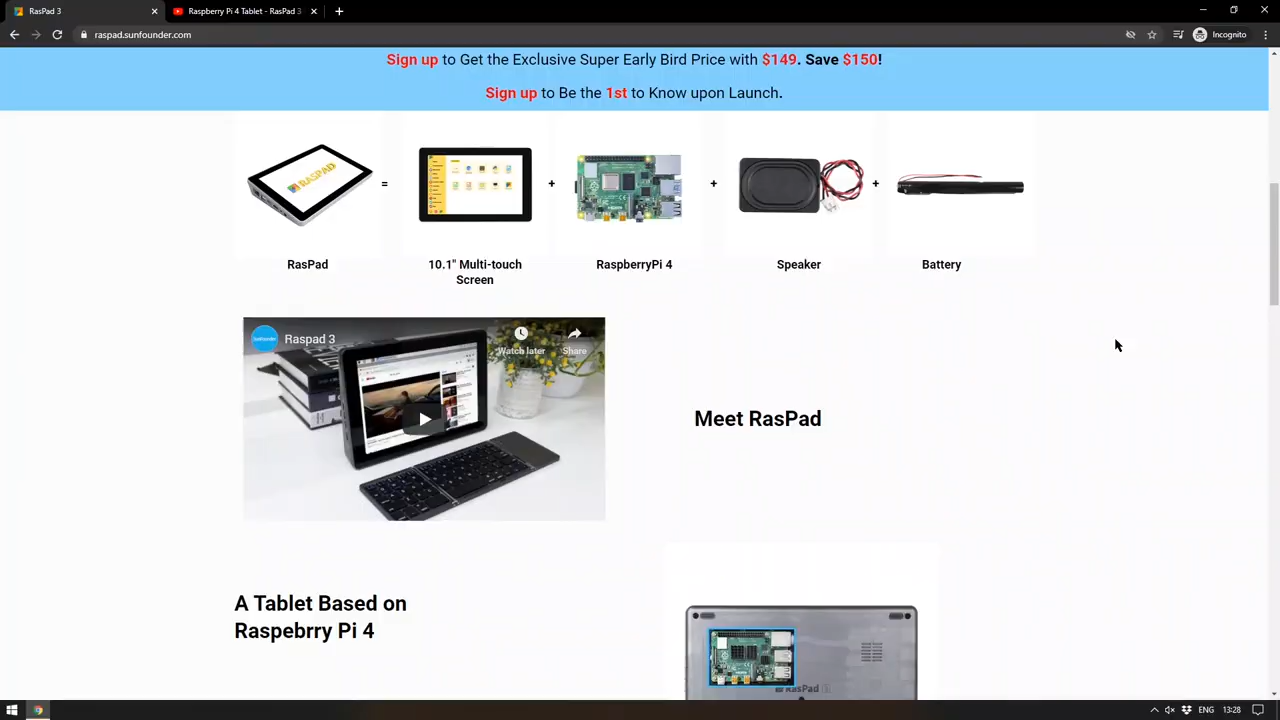 RasPad 3
Raspberry Pi 4 Tablet - RasPad 3
raspad.sunfounder.com
Incognito
Sign up to Get the Exclusive Super Early Bird Price with $149. Save $150!
Sign up to Be the 1st to Know upon Launch.
RASPAD
=
+
+
+
RasPad
10.1" Multi-touch
Screen
RaspberryPi 4
Speaker
Battery
Raspad 3
Watch later
Share
Meet RasPad
A Tablet Based on
Raspebrry Pi 4
RasPad
ENG
13:28